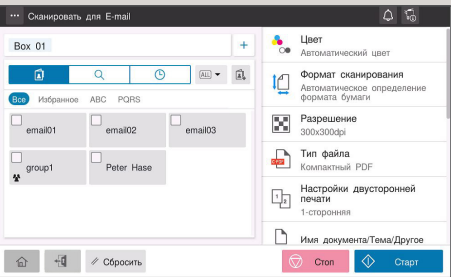 Сканировать для E-mail
Box 01
+
ALL
Все Избранное ABC PQRS
email01 email02 email03
group1 Peter Hase
Цвет
Автоматический цвет
Формат сканирования
Автоматическое определение
формата бумаги
Разрешение
300x300dpi
Тип файла
Компактный PDF
Настройки двусторонней
печати
1-сторонняя
Имя документа/Тема/Другое
Сбросить
Стоп
Старт